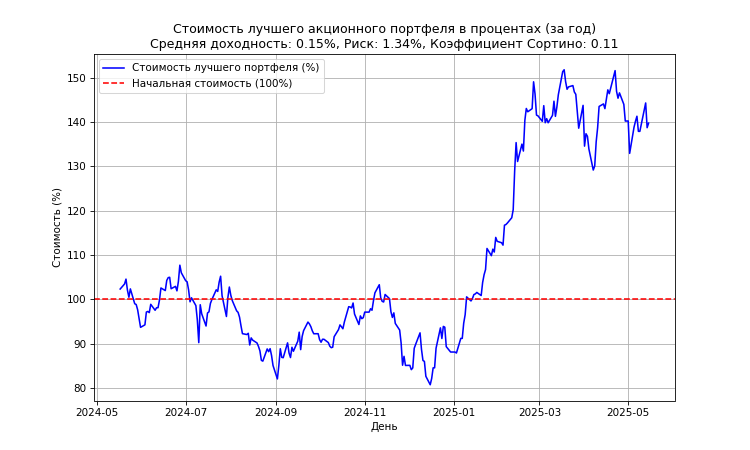 Стоимость лучшего акционного портфеля в процентах (за год)
Средняя доходность: 0.15%, Риск: 1.34%, Коэффициент Сортино: 0.11
Стоимость лучшего портфеля (%)
Начальная стоимость (100%)
Стоимость (%)
150
140
130
120
110
100
90
80
2024-05 2024-07 2024-09 2024-11 2025-01 2025-03 2025-05
День